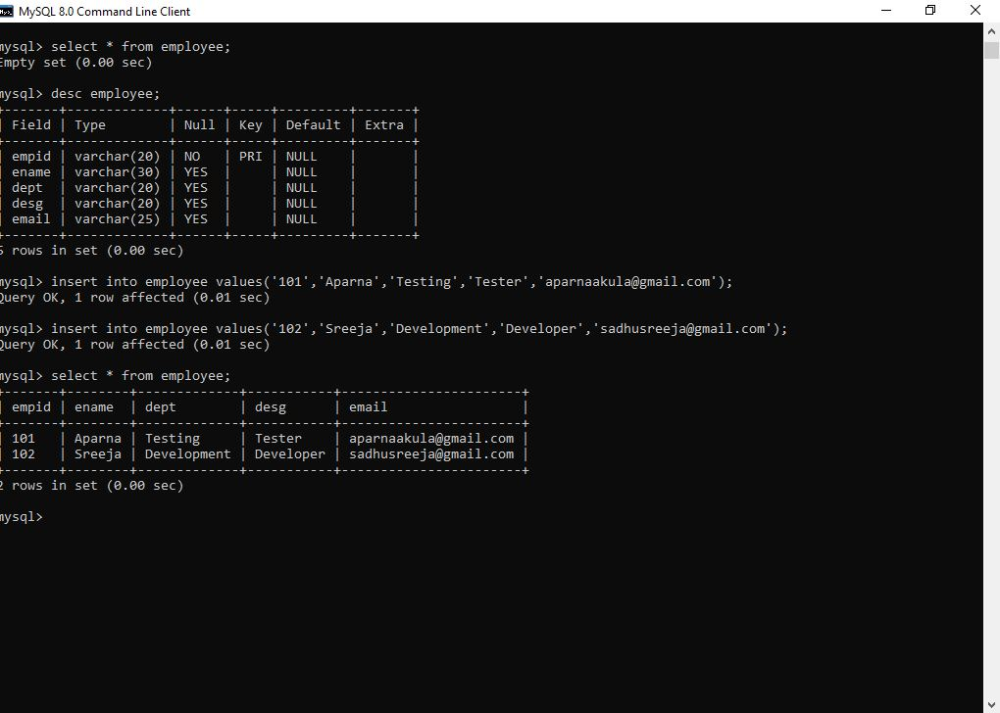 MySQL 8.0 Command Line Client
mysql> select * from employee;
Empty set (0.00 sec)
mysql> desc employee;
+-------+-------------+------+-----+---------+-------+
| Field | Type        | Null | Key | Default | Extra |
+-------+-------------+------+-----+---------+-------+
| empid | varchar(20) | NO   | PRI | NULL    |       |
| ename | varchar(30) | YES  |     | NULL    |       |
| dept  | varchar(20) | YES  |     | NULL    |       |
| desg  | varchar(20) | YES  |     | NULL    |       |
| email | varchar(25) | YES  |     | NULL    |       |
+-------+-------------+------+-----+---------+-------+
5 rows in set (0.00 sec)
mysql> insert into employee values('101','Aparna','Testing','Tester','aparnaakula@gmail.com');
Query OK, 1 row affected (0.01 sec)
mysql> insert into employee values('102','Sreeja','Development','Developer','sadhusreeja@gmail.com');
Query OK, 1 row affected (0.01 sec)
mysql> select * from employee;
+-------+--------+-------------+-----------+-----------------------+
| empid | ename  | dept        | desg      | email                 |
+-------+--------+-------------+-----------+-----------------------+
| 101   | Aparna | Testing     | Tester    | aparnaakula@gmail.com |
| 102   | Sreeja | Development | Developer | sadhusreeja@gmail.com |
+-------+--------+-------------+-----------+-----------------------+
2 rows in set (0.00 sec)
mysql>